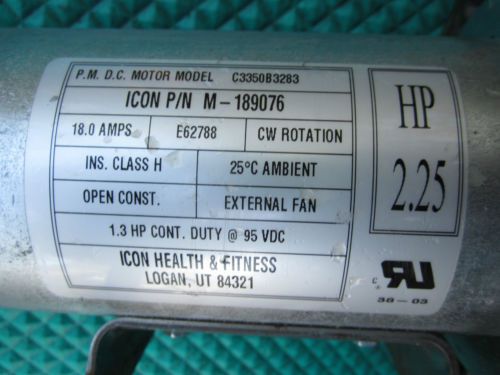 P.M. D.C. MOTOR MODEL C3350B3283
ICON P/N M-189076
18.0 AMPS E62788 CW ROTATION
INS. CLASS H 25°C AMBIENT
OPEN CONST. EXTERNAL FAN
1.3 HP CONT. DUTY @ 95 VDC
ICON HEALTH & FITNESS
LOGAN, UT 84321
HP
2.25
c RU
36-03